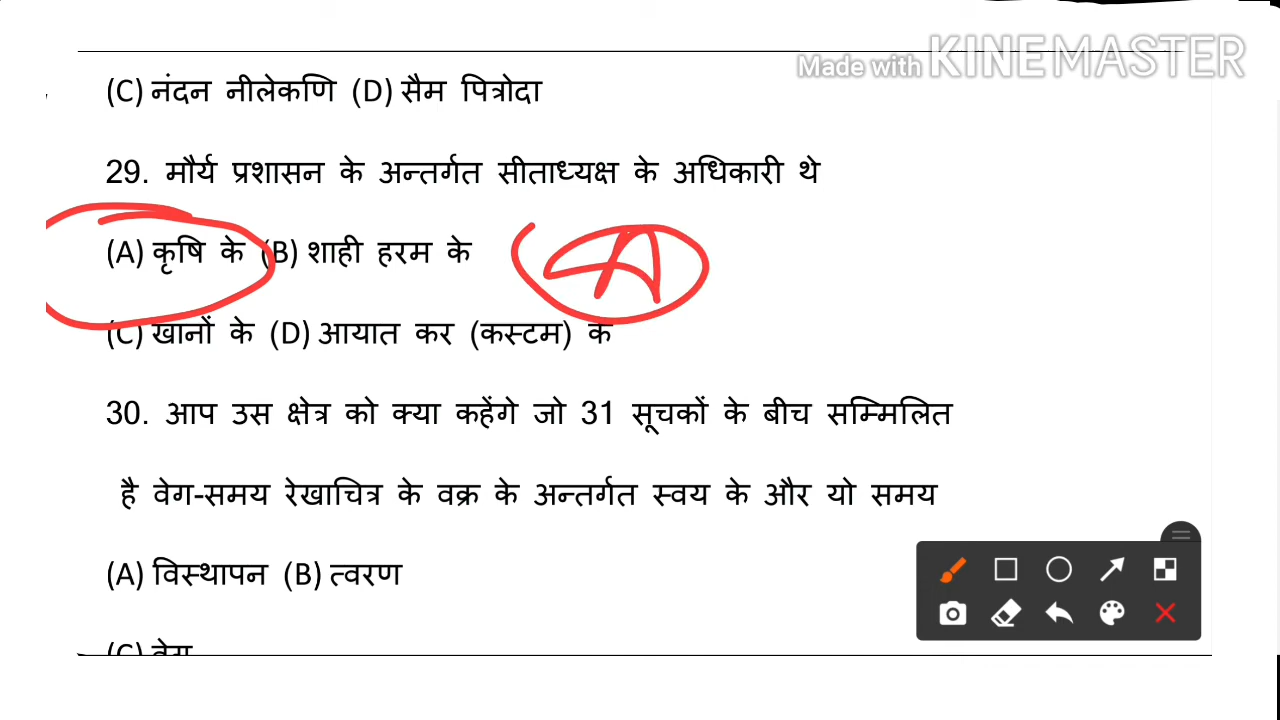 Made with KINEMASTER
(C) नंदन नीलेकणि (D) सैम पित्रोदा
29. मौर्य प्रशासन के अन्तर्गत सीताध्यक्ष के अधिकारी थे
(A) कृषि के (B) शाही हरम के
A
(C) खानों के (D) आयात कर (कस्टम) के
30. आप उस क्षेत्र को क्या कहेंगे जो 31 सूचकों के बीच सम्मिलित
है वेग-समय रेखाचित्र के वक्र के अन्तर्गत स्वय के और यो समय
(A) विस्थापन (B) त्वरण
(C) वेग